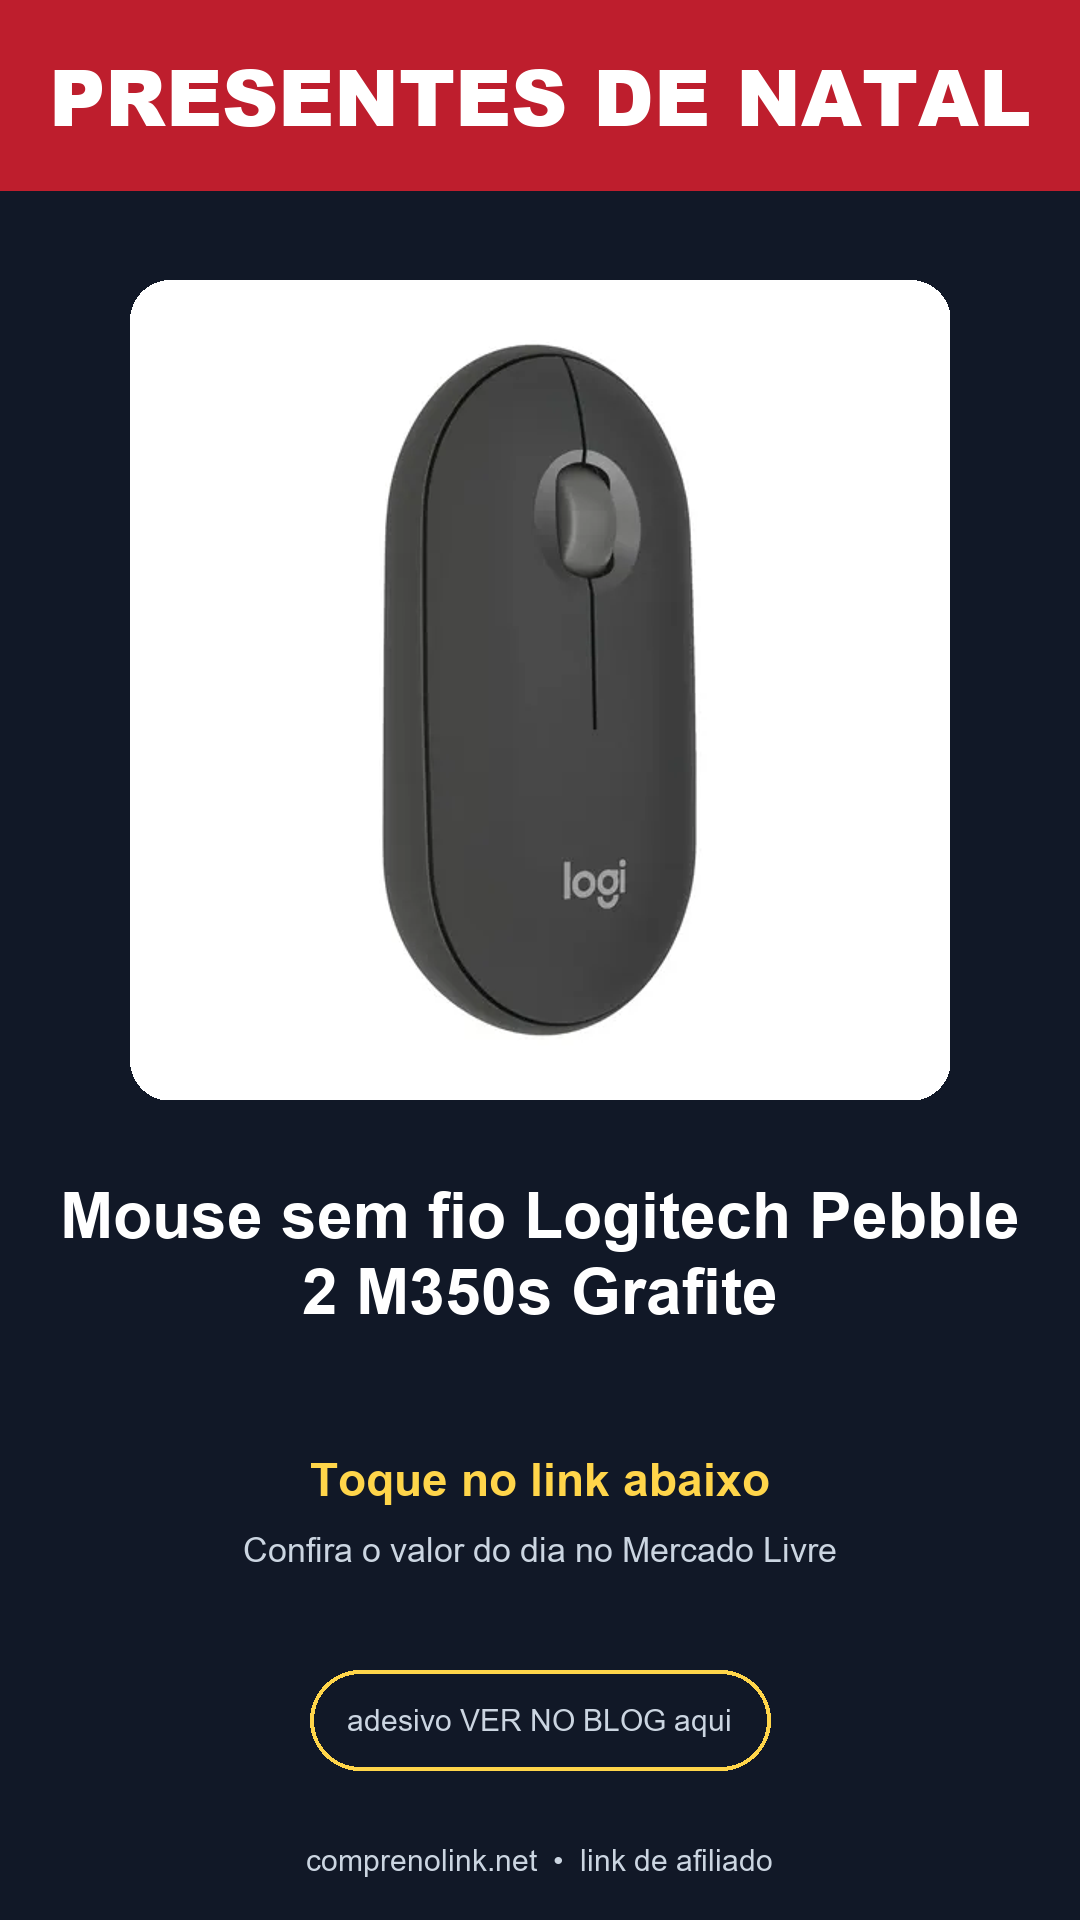 PRESENTES DE NATAL
logi
Mouse sem fio Logitech Pebble
2 M350s Grafite
Toque no link abaixo
Confira o valor do dia no Mercado Livre
adesivo VER NO BLOG aqui
comprenolink.net • link de afiliado